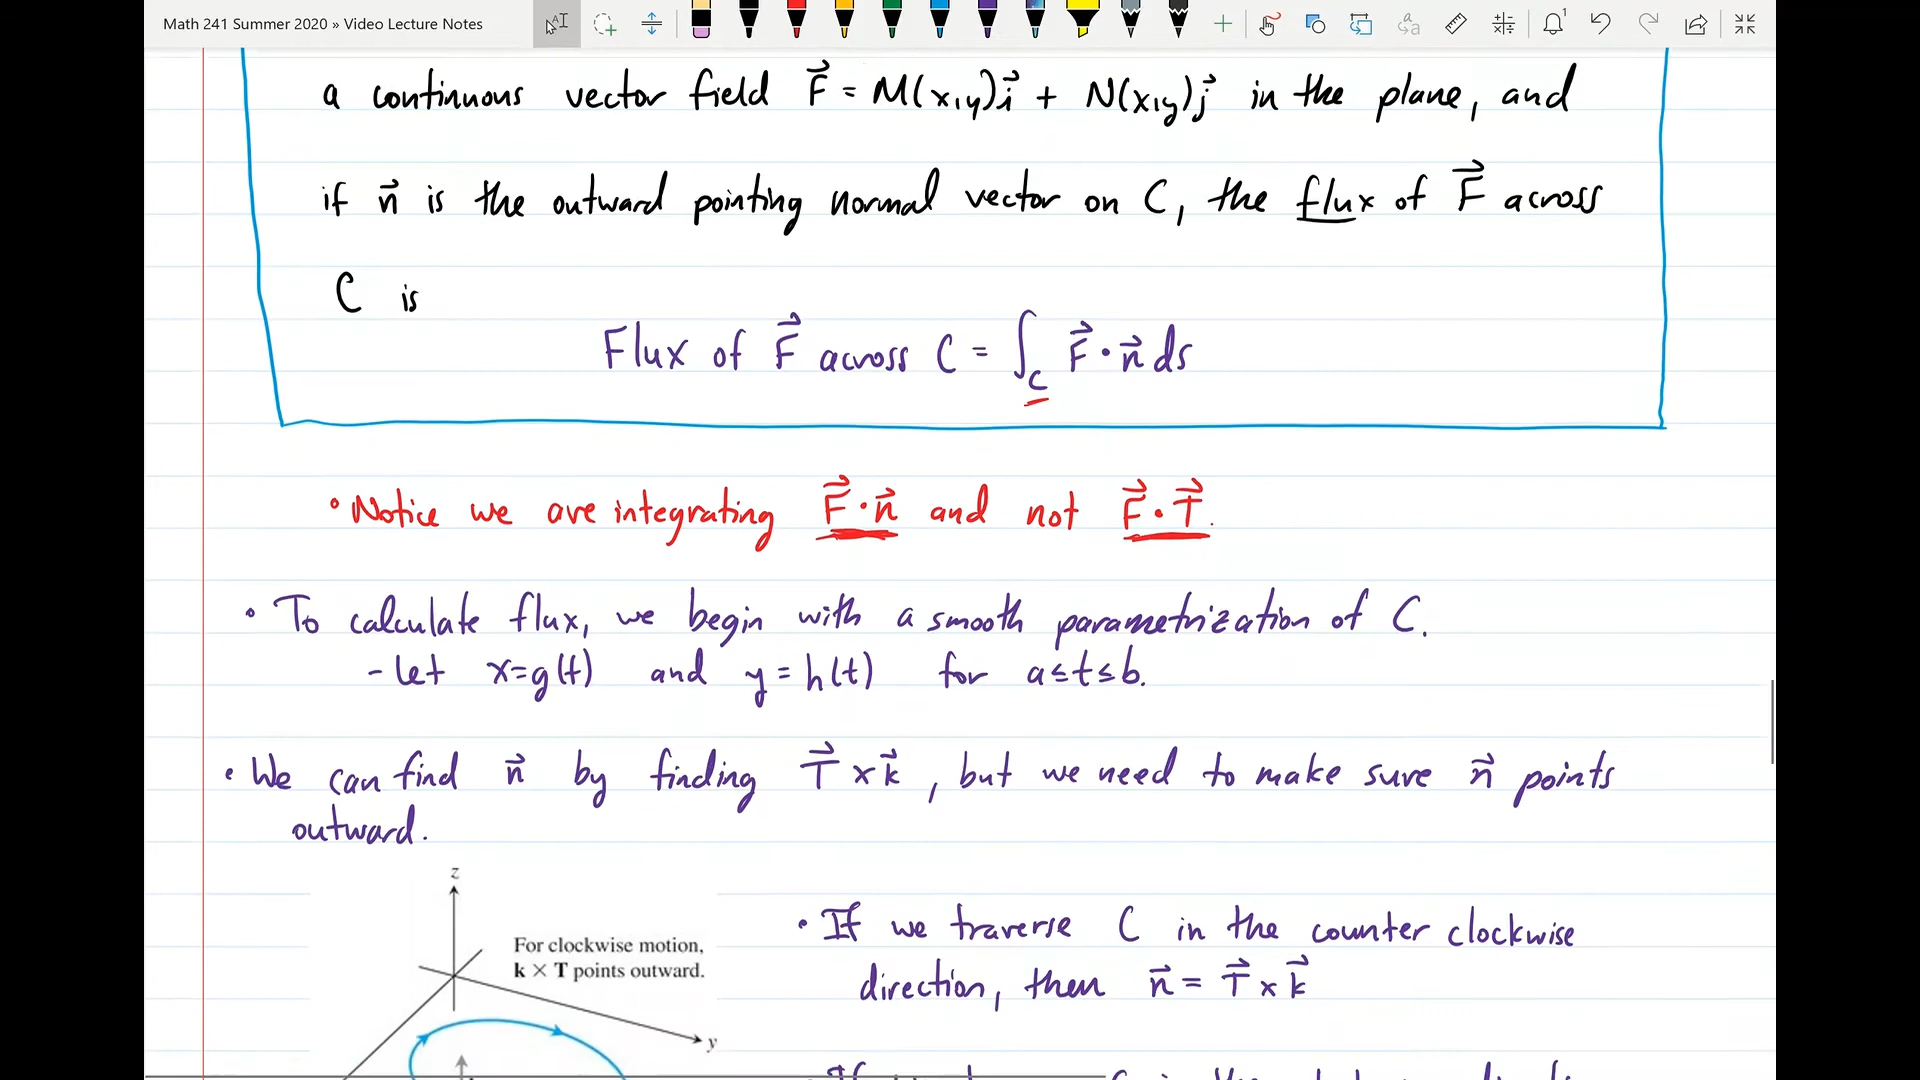 Math 241 Summer 2020 » Video Lecture Notes
a continuous vector field F⃗ = M(x,y)i⃗ + N(x,y)j⃗ in the plane, and
if n⃗ is the outward pointing normal vector on C, the flux of F⃗ across
C is
Flux of F⃗ across C = ∫_C F⃗ · n⃗ ds
• Notice we are integrating F⃗ · n⃗ and not F⃗ · T⃗.
• To calculate flux, we begin with a smooth parametrization of C.
- Let x=g(t) and y=h(t) for a≤t≤b.
• We can find n⃗ by finding T⃗ × k⃗, but we need to make sure n⃗ points
outward.
z
For clockwise motion,
k × T points outward.
y
• If we traverse C in the counter clockwise
direction, then n⃗ = T⃗ × k⃗